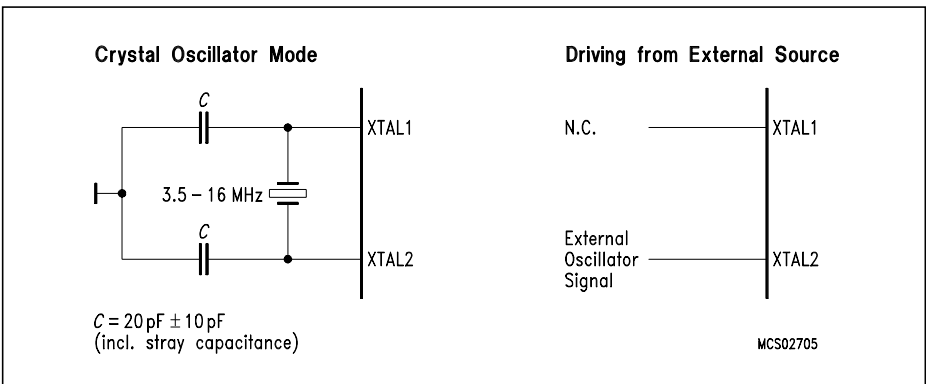 Crystal Oscillator Mode
C
XTAL1
3.5 – 16 MHz
C
XTAL2
C = 20 pF ± 10 pF
(incl. stray capacitance)
Driving from External Source
N.C.
XTAL1
External
Oscillator
Signal
XTAL2
MCS02705